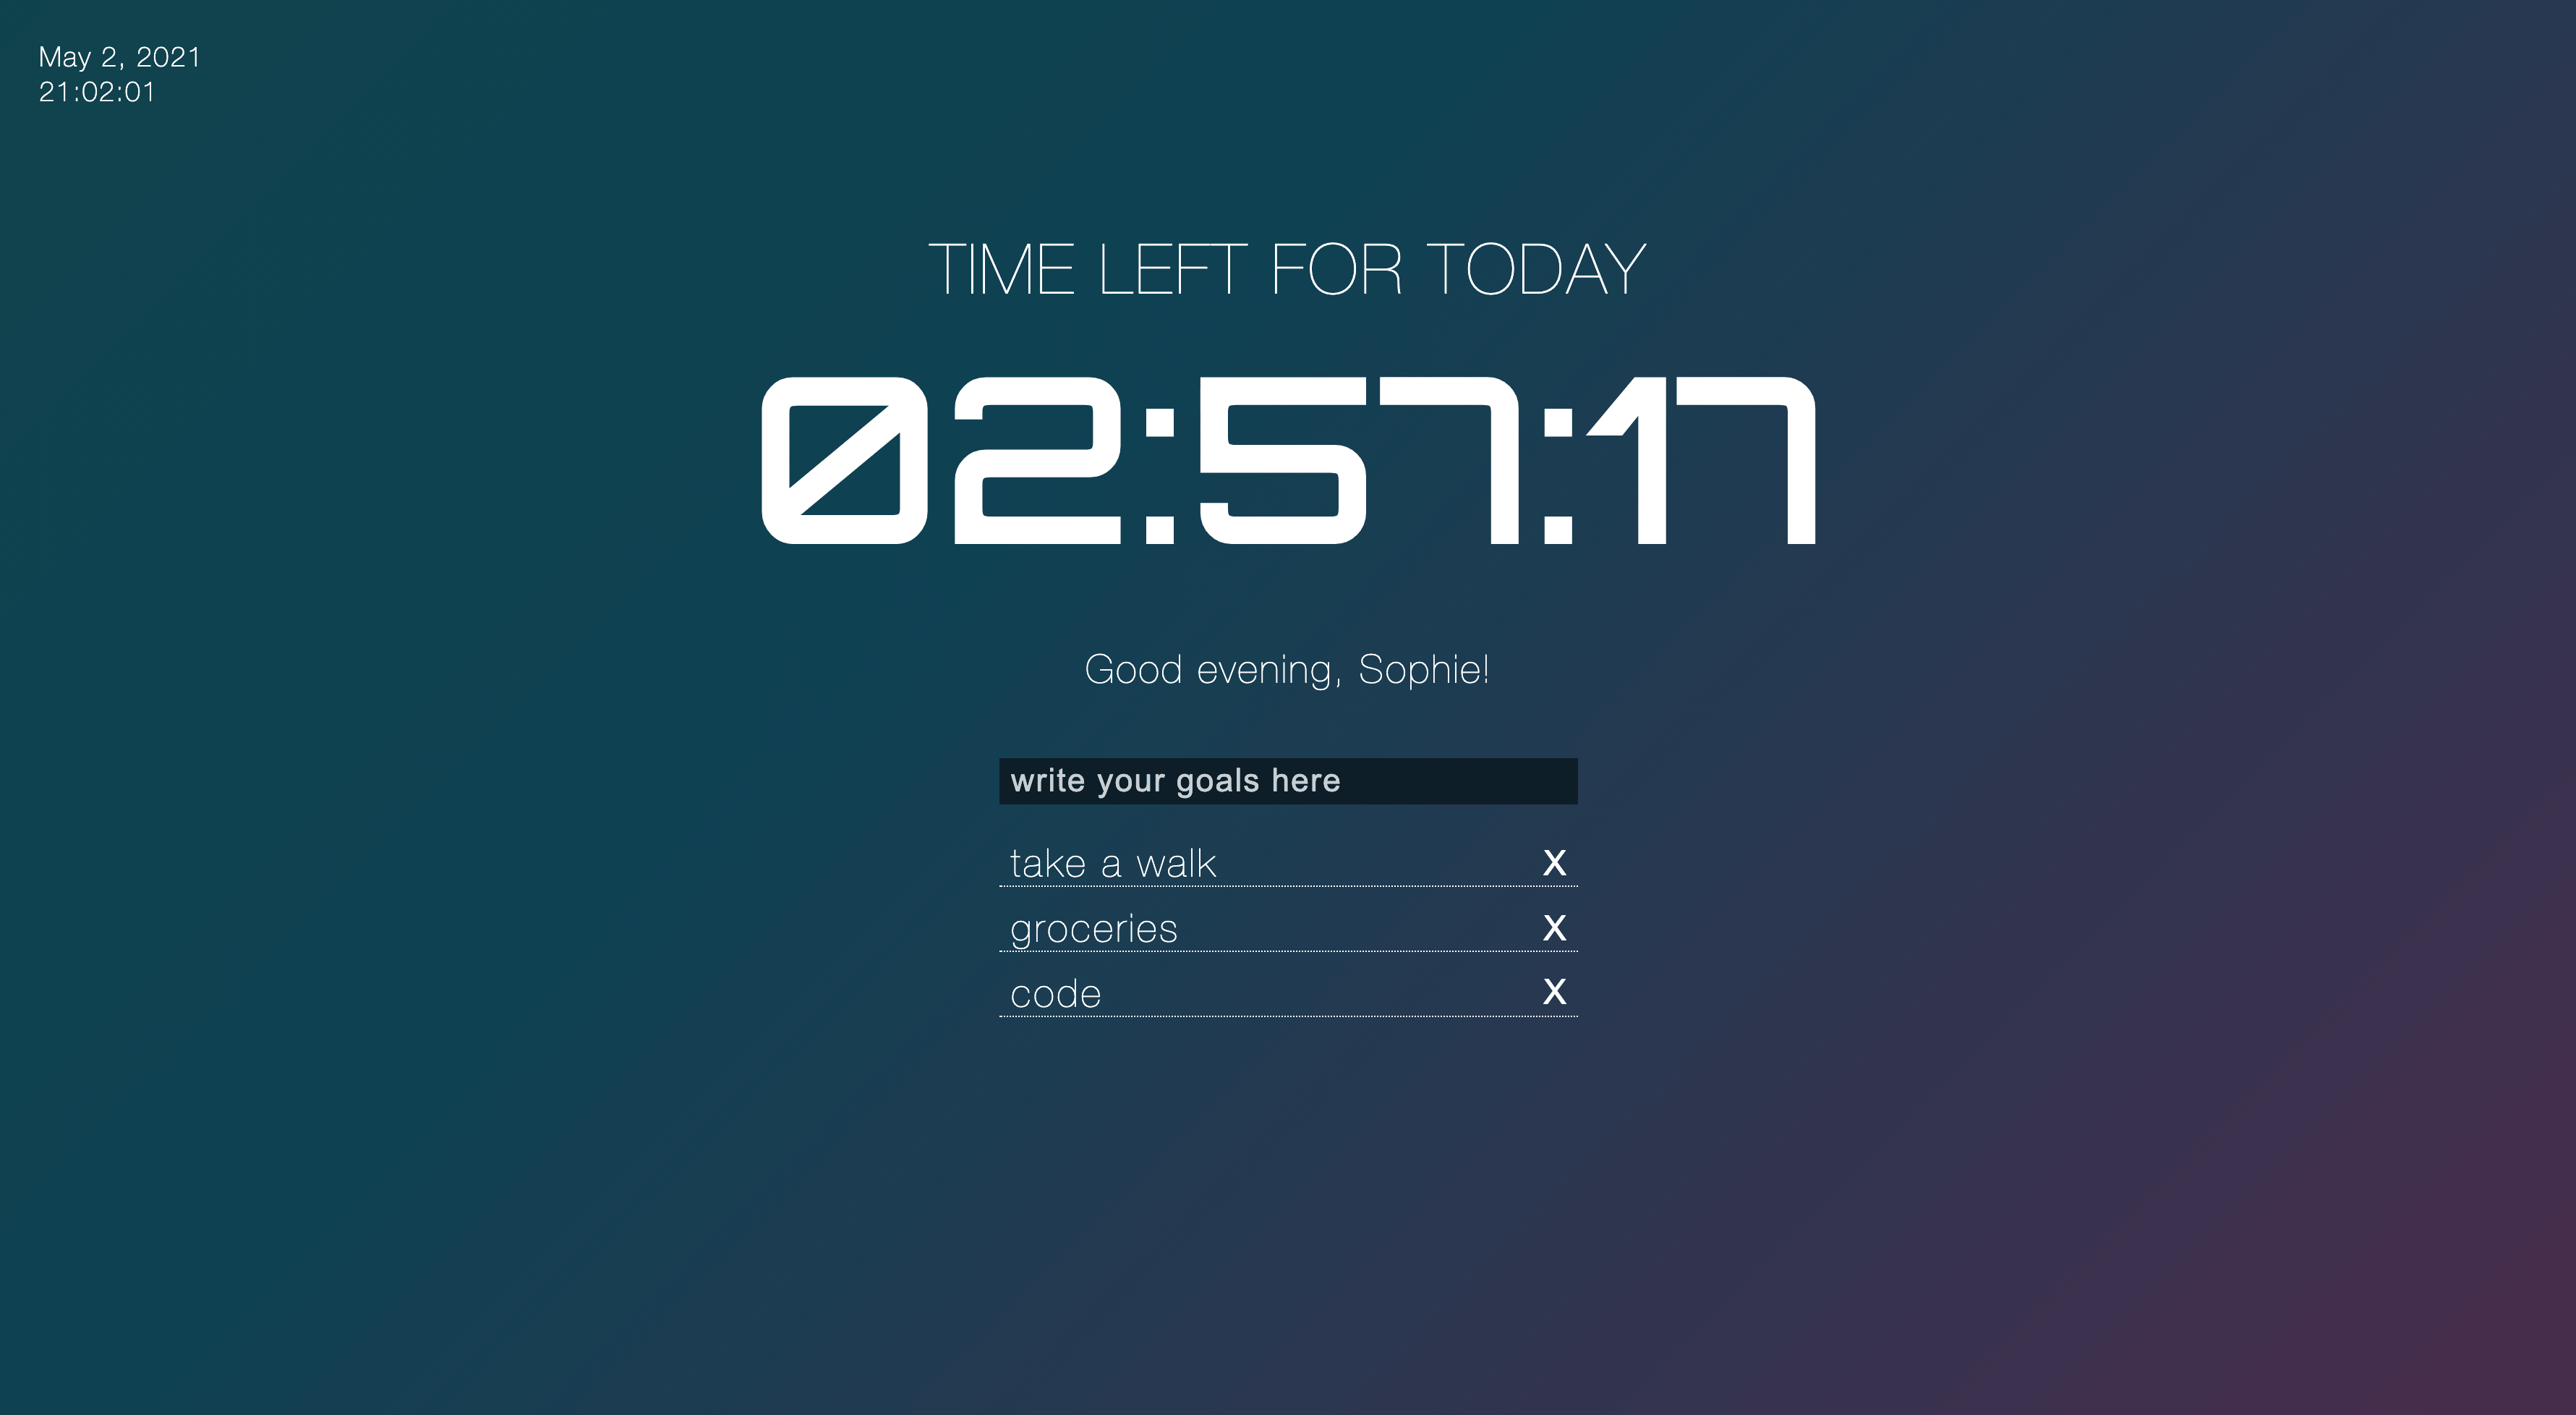 May 2, 2021
21:02:01
TIME LEFT FOR TODAY
02:57:17
Good evening, Sophie!
write your goals here
take a walk X
groceries X
code X